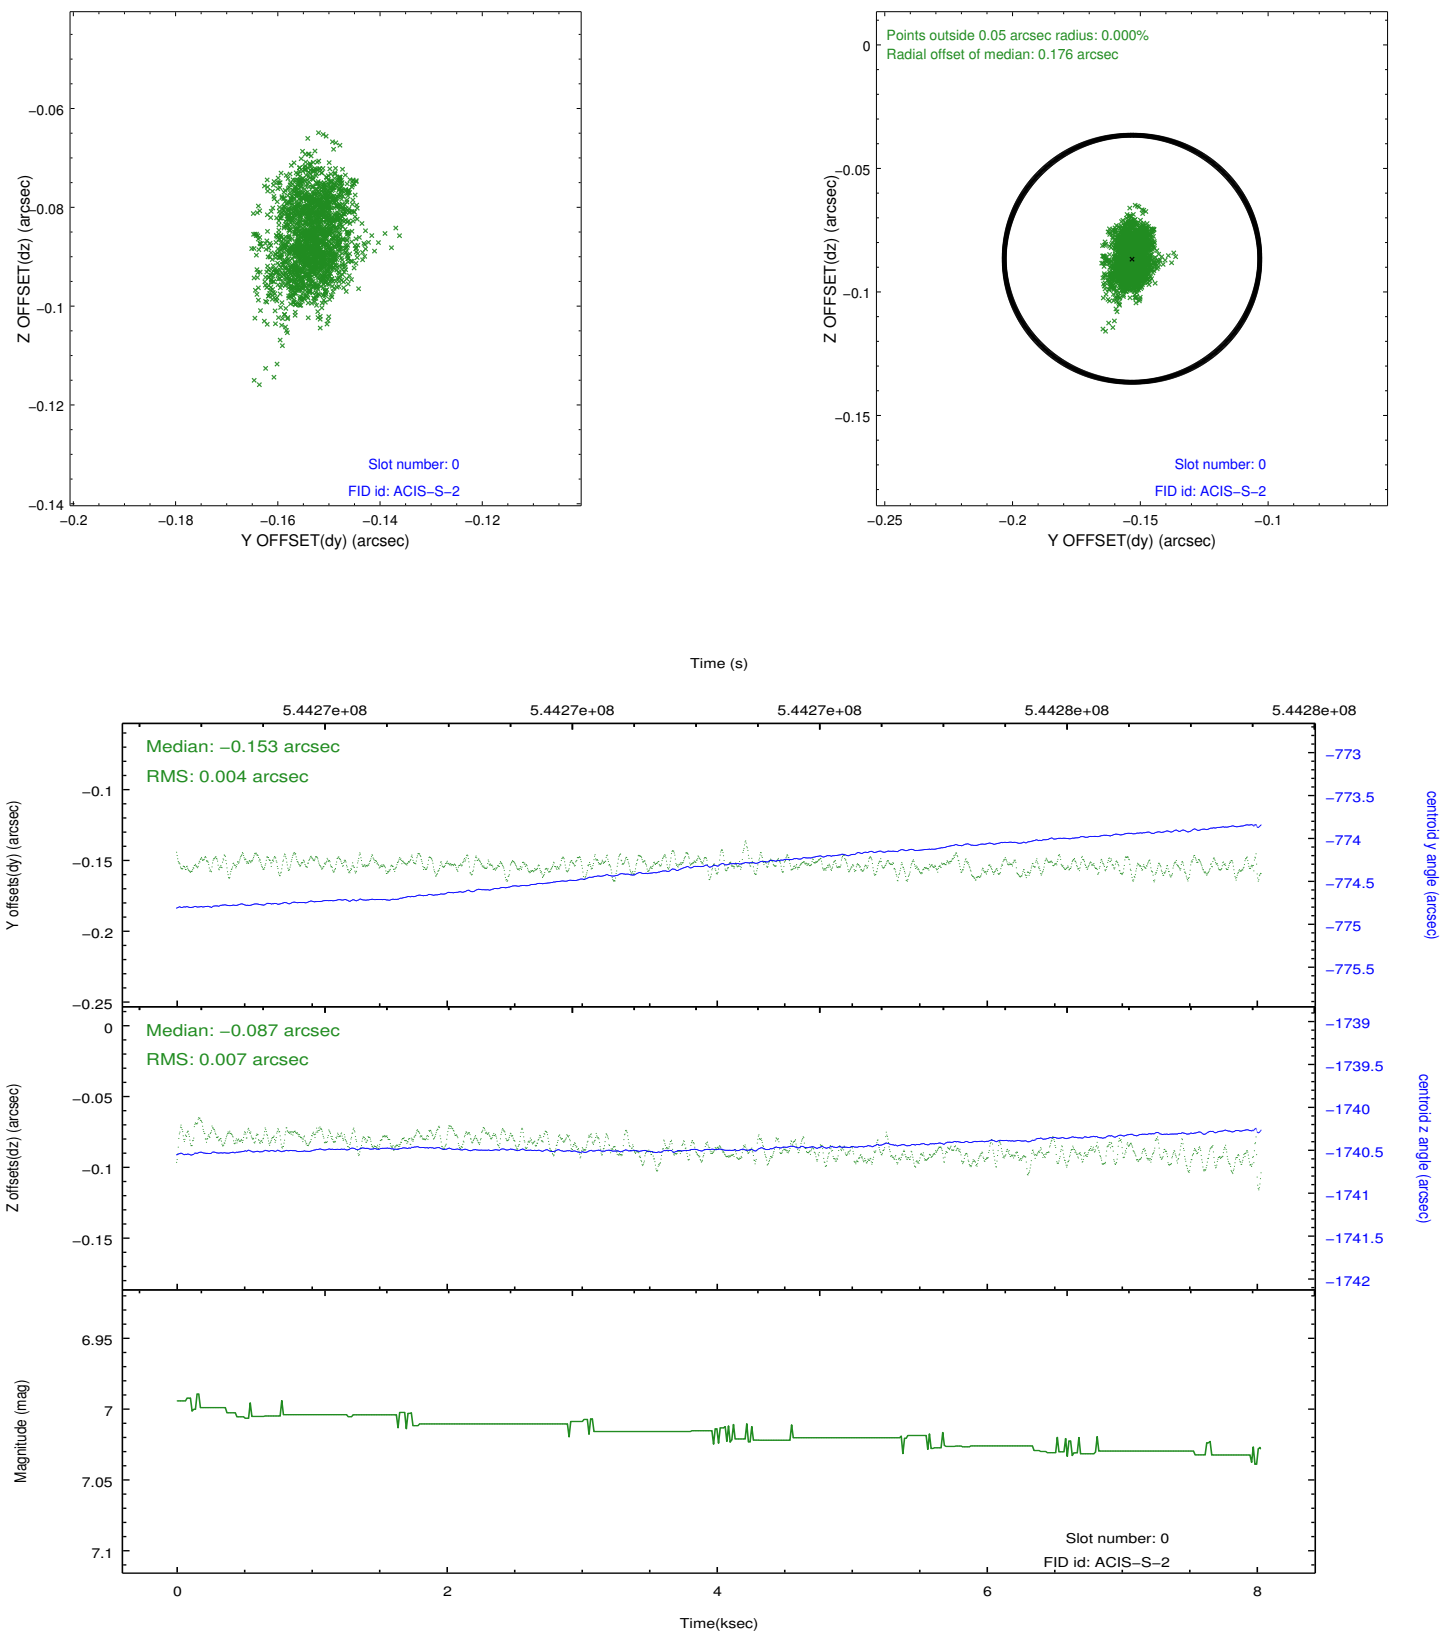 −0.06
−0.08
−0.1
−0.12
−0.14
Z OFFSET(dz) (arcsec)
Slot number: 0
FID id: ACIS−S−2
−0.2
−0.18
−0.16
−0.14
−0.12
Y OFFSET(dy) (arcsec)
Points outside 0.05 arcsec radius: 0.000%
Radial offset of median: 0.176 arcsec
0
−0.05
−0.1
−0.15
Z OFFSET(dz) (arcsec)
Slot number: 0
FID id: ACIS−S−2
−0.25
−0.2
−0.15
−0.1
Y OFFSET(dy) (arcsec)
Time (s)
5.4427e+08
5.4427e+08
5.4427e+08
5.4428e+08
5.4428e+08
Median: −0.153 arcsec
RMS: 0.004 arcsec
−0.1
−0.15
−0.2
−0.25
Y offsets(dy) (arcsec)
−773
−773.5
−774
−774.5
−775
−775.5
centroid y angle (arcsec)
Median: −0.087 arcsec
RMS: 0.007 arcsec
0
−0.05
−0.1
−0.15
Z offsets(dz) (arcsec)
−1739
−1739.5
−1740
−1740.5
−1741
−1741.5
−1742
centroid z angle (arcsec)
6.95
7
7.05
7.1
Magnitude (mag)
Slot number: 0
FID id: ACIS−S−2
0
2
4
6
8
Time(ksec)